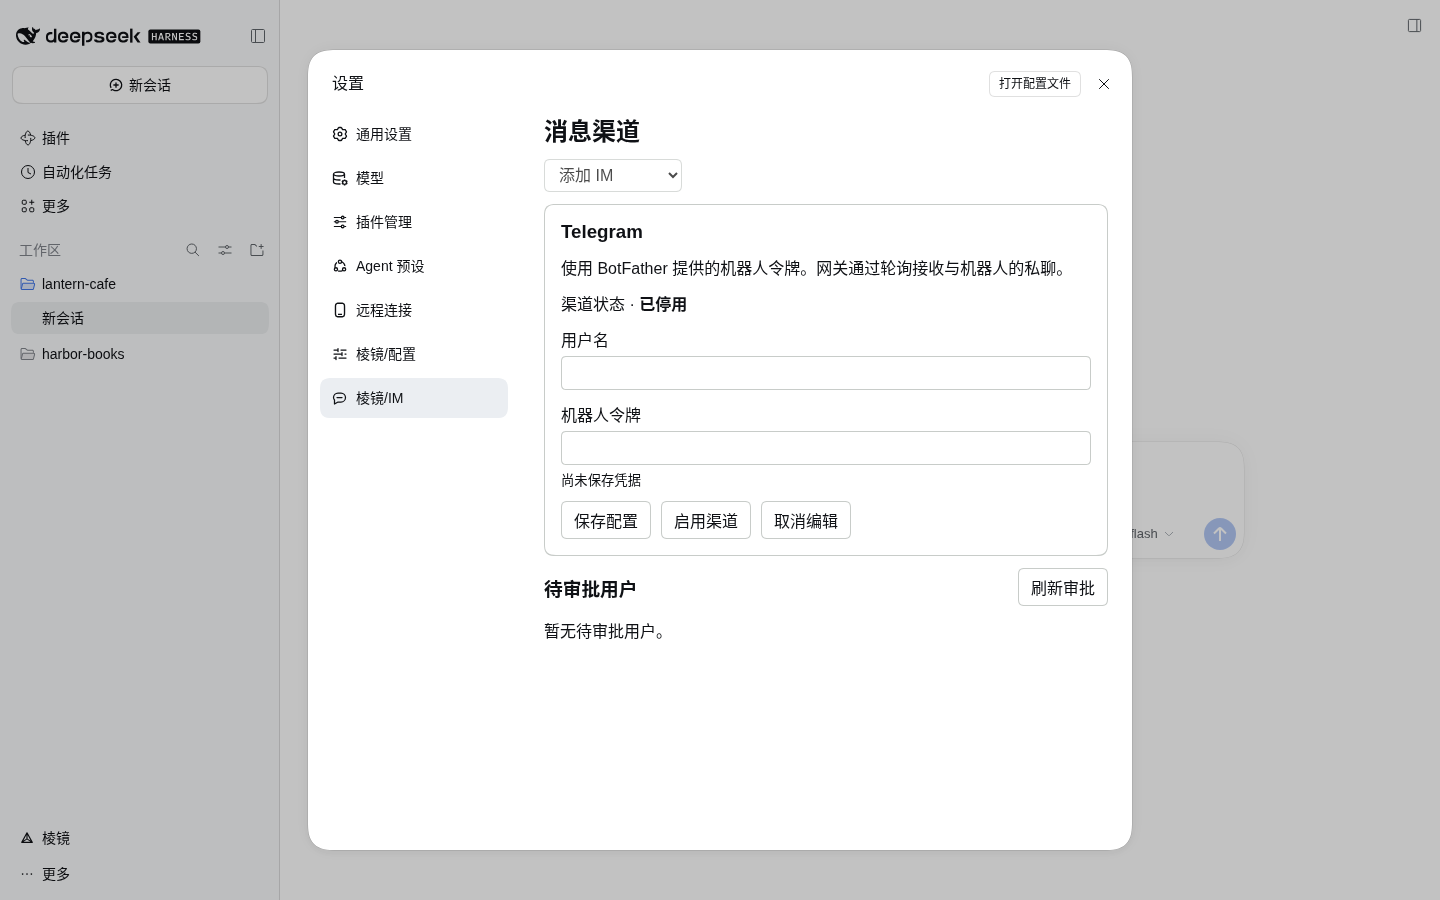 deepseek HARNESS
新会话
插件
自动化任务
更多
工作区
lantern-cafe
新会话
harbor-books
棱镜
更多
设置
打开配置文件
通用设置
模型
插件管理
Agent 预设
远程连接
棱镜/配置
棱镜/IM
消息渠道
添加 IM
Telegram
使用 BotFather 提供的机器人令牌。网关通过轮询接收与机器人的私聊。
渠道状态 · 已停用
用户名
机器人令牌
尚未保存凭据
保存配置
启用渠道
取消编辑
待审批用户
刷新审批
暂无待审批用户。
flash